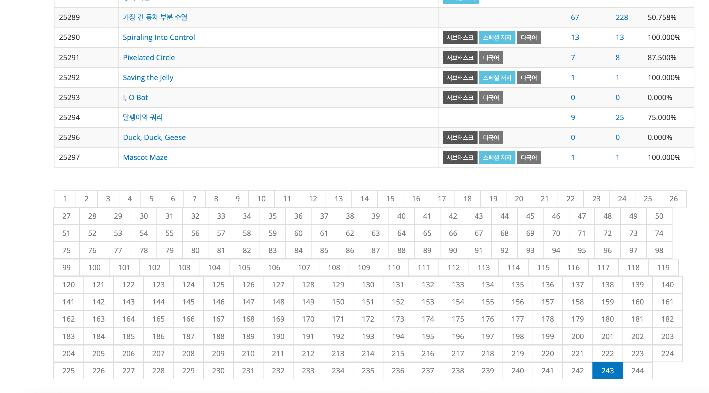 25289 가장 긴 등차 부분 수열 67 228 50.758%
25290 Spiraling Into Control 서브태스크 스페셜 저지 다국어 13 13 100.000%
25291 Pixelated Circle 서브태스크 다국어 7 8 87.500%
25292 Saving the Jelly 서브태스크 스페셜 저지 다국어 1 1 100.000%
25293 I, O Bot 서브태스크 다국어 0 0 0.000%
25294 달팽이와 쿼리 9 25 75.000%
25296 Duck, Duck, Geese 서브태스크 다국어 0 0 0.000%
25297 Mascot Maze 서브태스크 스페셜 저지 다국어 1 1 100.000%
1 2 3 4 5 6 7 8 9 10 11 12 13 14 15 16 17 18 19 20 21 22 23 24 25 26
27 28 29 30 31 32 33 34 35 36 37 38 39 40 41 42 43 44 45 46 47 48 49 50
51 52 53 54 55 56 57 58 59 60 61 62 63 64 65 66 67 68 69 70 71 72 73 74
75 76 77 78 79 80 81 82 83 84 85 86 87 88 89 90 91 92 93 94 95 96 97 98
99 100 101 102 103 104 105 106 107 108 109 110 111 112 113 114 115 116 117 118 119
120 121 122 123 124 125 126 127 128 129 130 131 132 133 134 135 136 137 138 139 140
141 142 143 144 145 146 147 148 149 150 151 152 153 154 155 156 157 158 159 160 161
162 163 164 165 166 167 168 169 170 171 172 173 174 175 176 177 178 179 180 181 182
183 184 185 186 187 188 189 190 191 192 193 194 195 196 197 198 199 200 201 202 203
204 205 206 207 208 209 210 211 212 213 214 215 216 217 218 219 220 221 222 223 224
225 226 227 228 229 230 231 232 233 234 235 236 237 238 239 240 241 242 243 244